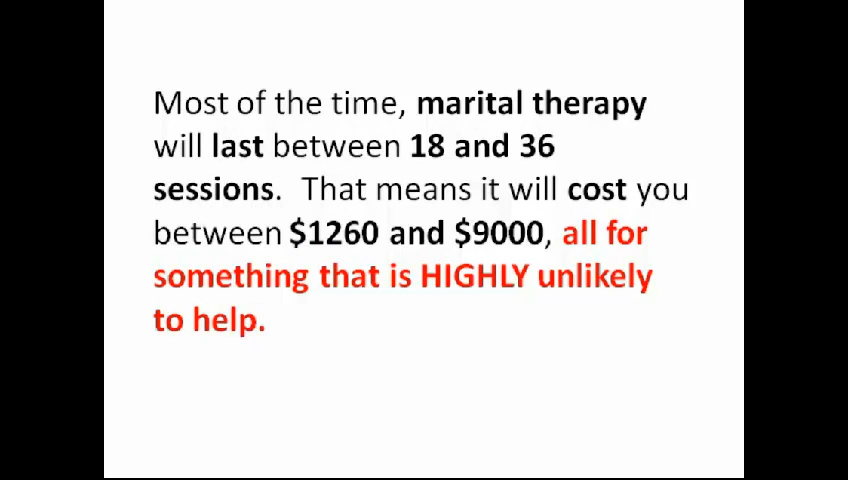 Most of the time, marital therapy
will last between 18 and 36
sessions.  That means it will cost you
between $1260 and $9000, all for
something that is HIGHLY unlikely
to help.